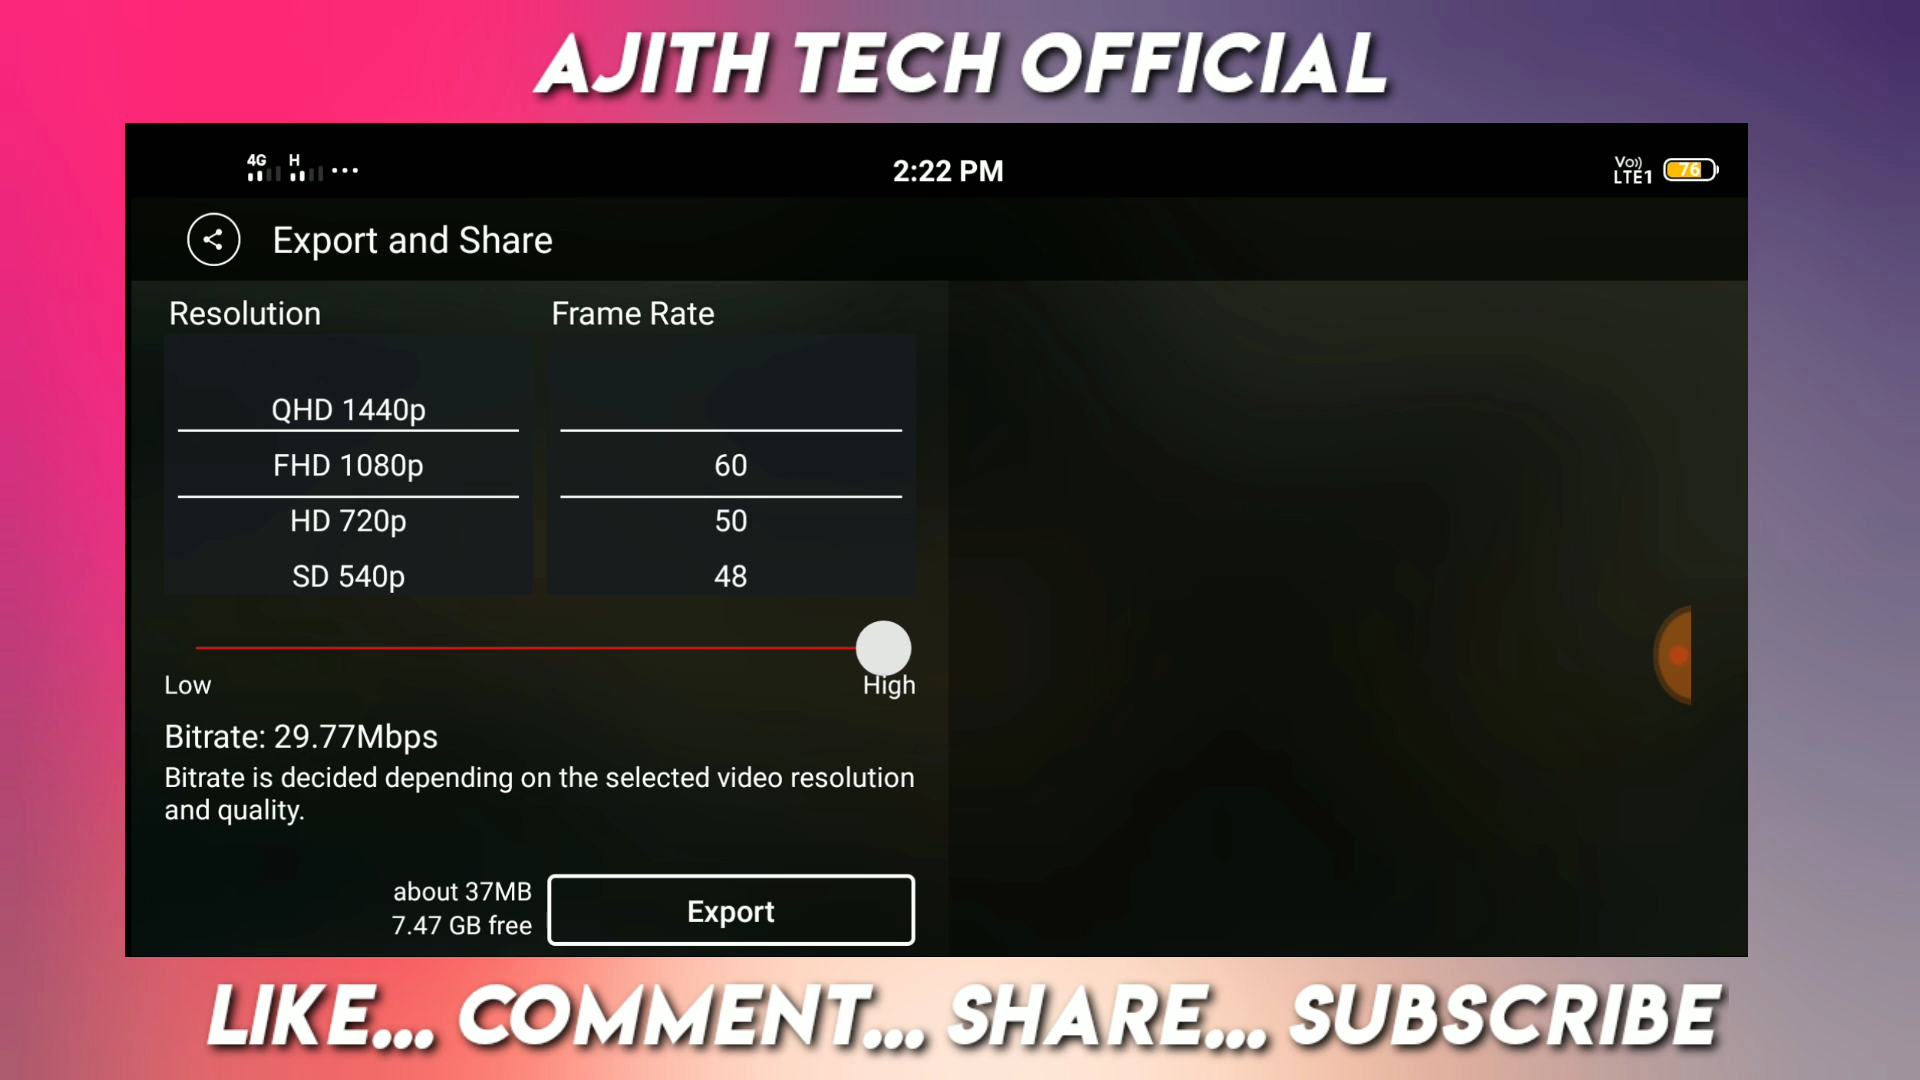 AJITH TECH OFFICIAL
4G H ... 2:22 PM Vo)) LTE1 76
Export and Share
Resolution Frame Rate
QHD 1440p
FHD 1080p 60
HD 720p 50
SD 540p 48
Low High
Bitrate: 29.77Mbps
Bitrate is decided depending on the selected video resolution
and quality.
about 37MB
7.47 GB free
Export
LIKE... COMMENT... SHARE... SUBSCRIBE